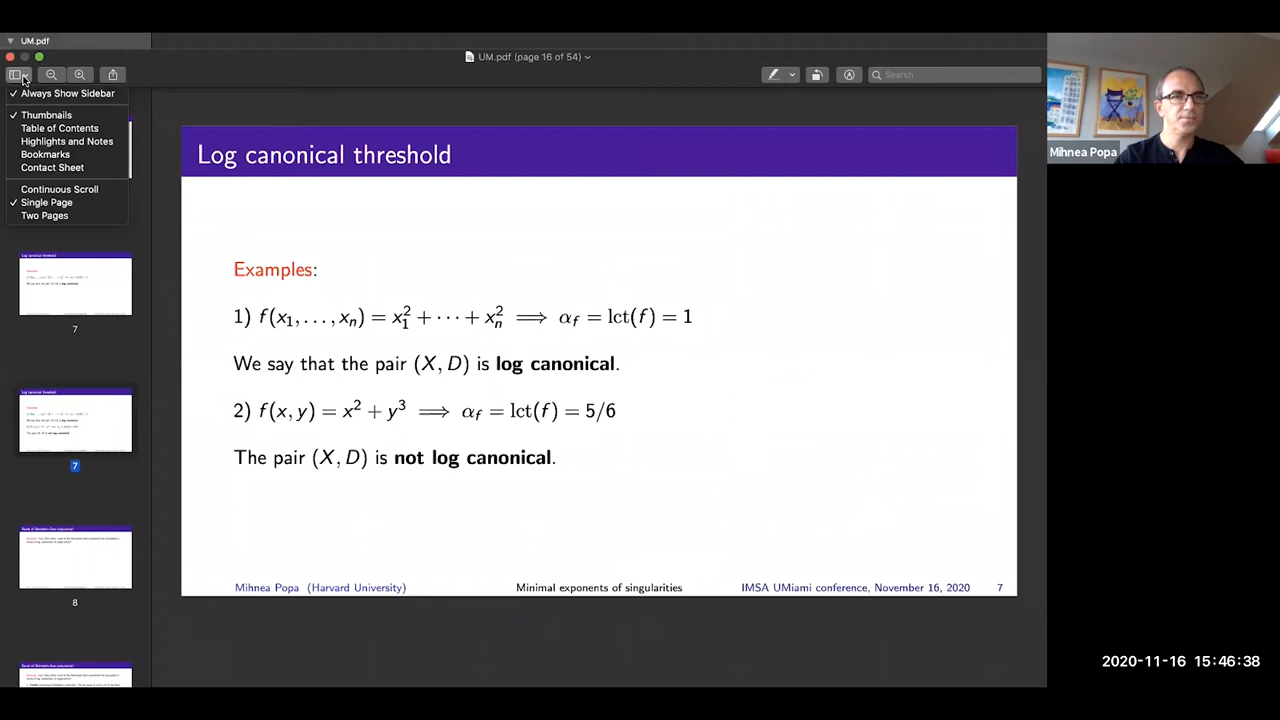 UM.pdf
UM.pdf (page 16 of 54)
Search
✓ Always Show Sidebar
✓ Thumbnails
Table of Contents
Highlights and Notes
Bookmarks
Contact Sheet
Continuous Scroll
✓ Single Page
Two Pages
7
7
8
Log canonical threshold
Examples:
1) f(x₁, …, xₙ) = x₁² + ⋯ + xₙ² ⟹ α_f = lct(f) = 1
We say that the pair (X, D) is log canonical.
2) f(x, y) = x² + y³ ⟹ α_f = lct(f) = 5/6
The pair (X, D) is not log canonical.
Mihnea Popa (Harvard University)
Minimal exponents of singularities
IMSA UMiami conference, November 16, 2020
7
Mihnea Popa
2020-11-16 15:46:38